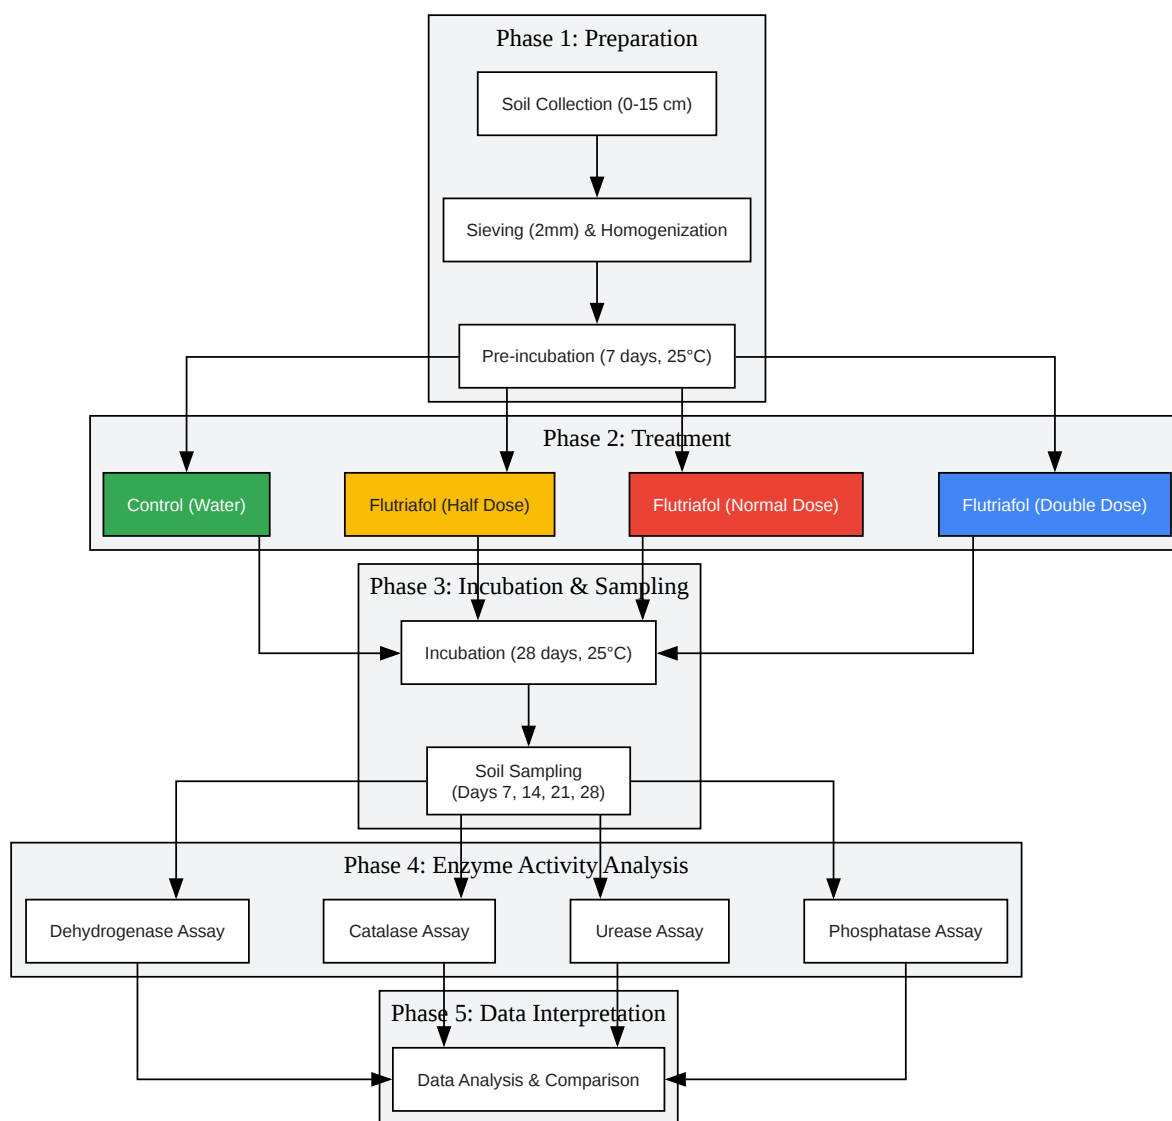 Phase 1: Preparation
Soil Collection (0-15 cm)
Sieving (2mm) & Homogenization
Pre-incubation (7 days, 25°C)
Phase 2: Treatment
Control (Water)
Flutriafol (Half Dose)
Flutriafol (Normal Dose)
Flutriafol (Double Dose)
Phase 3: Incubation & Sampling
Incubation (28 days, 25°C)
Soil Sampling
(Days 7, 14, 21, 28)
Phase 4: Enzyme Activity Analysis
Dehydrogenase Assay
Catalase Assay
Urease Assay
Phosphatase Assay
Phase 5: Data Interpretation
Data Analysis & Comparison